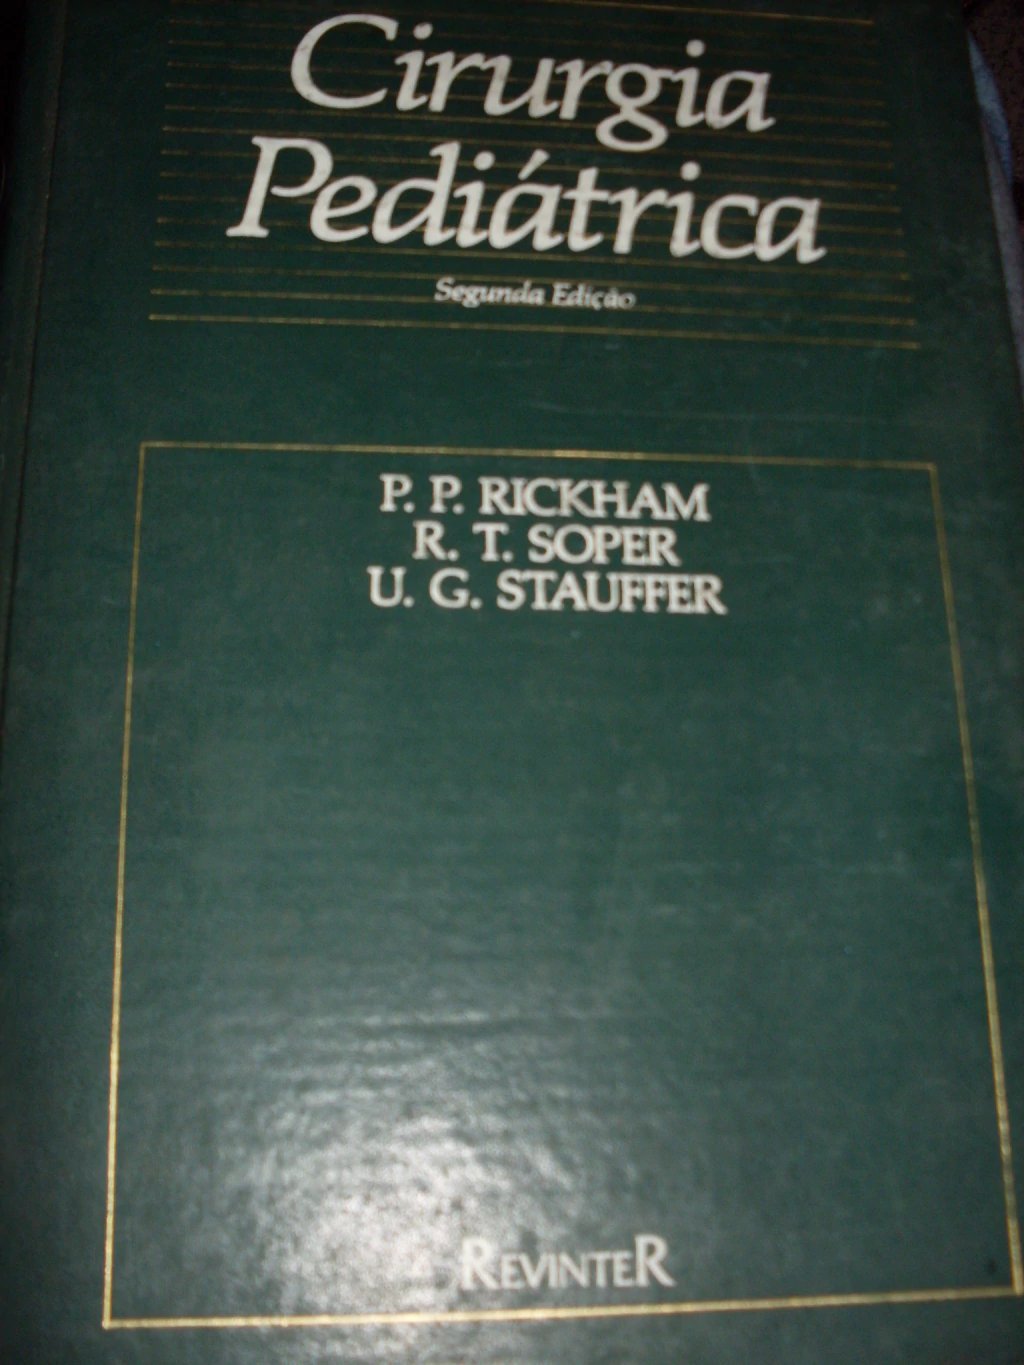 Cirurgia
Pediátrica
Segunda Edição
P. P. RICKHAM
R. T. SOPER
U. G. STAUFFER
REVINTER